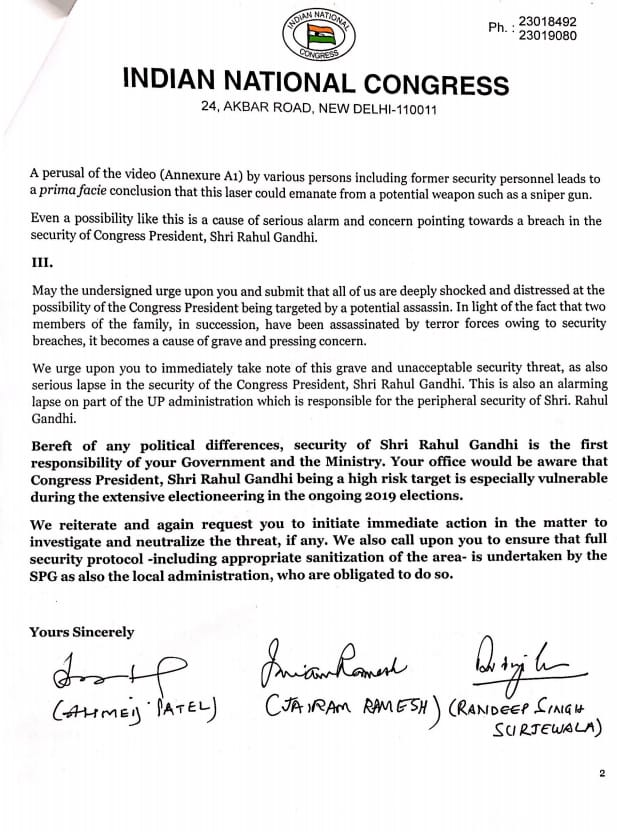 INDIAN NATIONAL
CONGRESS
Ph. : 23018492
23019080
INDIAN NATIONAL CONGRESS
24, AKBAR ROAD, NEW DELHI-110011
A perusal of the video (Annexure A1) by various persons including former security personnel leads to
a prima facie conclusion that this laser could emanate from a potential weapon such as a sniper gun.
Even a possibility like this is a cause of serious alarm and concern pointing towards a breach in the
security of Congress President, Shri Rahul Gandhi.
III.
May the undersigned urge upon you and submit that all of us are deeply shocked and distressed at the
possibility of the Congress President being targeted by a potential assassin. In light of the fact that two
members of the family, in succession, have been assassinated by terror forces owing to security
breaches, it becomes a cause of grave and pressing concern.
We urge upon you to immediately take note of this grave and unacceptable security threat, as also
serious lapse in the security of the Congress President, Shri Rahul Gandhi. This is also an alarming
lapse on part of the UP administration which is responsible for the peripheral security of Shri. Rahul
Gandhi.
Bereft of any political differences, security of Shri Rahul Gandhi is the first
responsibility of your Government and the Ministry. Your office would be aware that
Congress President, Shri Rahul Gandhi being a high risk target is especially vulnerable
during the extensive electioneering in the ongoing 2019 elections.
We reiterate and again request you to initiate immediate action in the matter to
investigate and neutralize the threat, if any. We also call upon you to ensure that full
security protocol -including appropriate sanitization of the area- is undertaken by the
SPG as also the local administration, who are obligated to do so.
Yours Sincerely
Jairam Ramesh
(AHMED PATEL) (JAIRAM RAMESH) (RANDEEP SINGH
SURJEWALA)
2